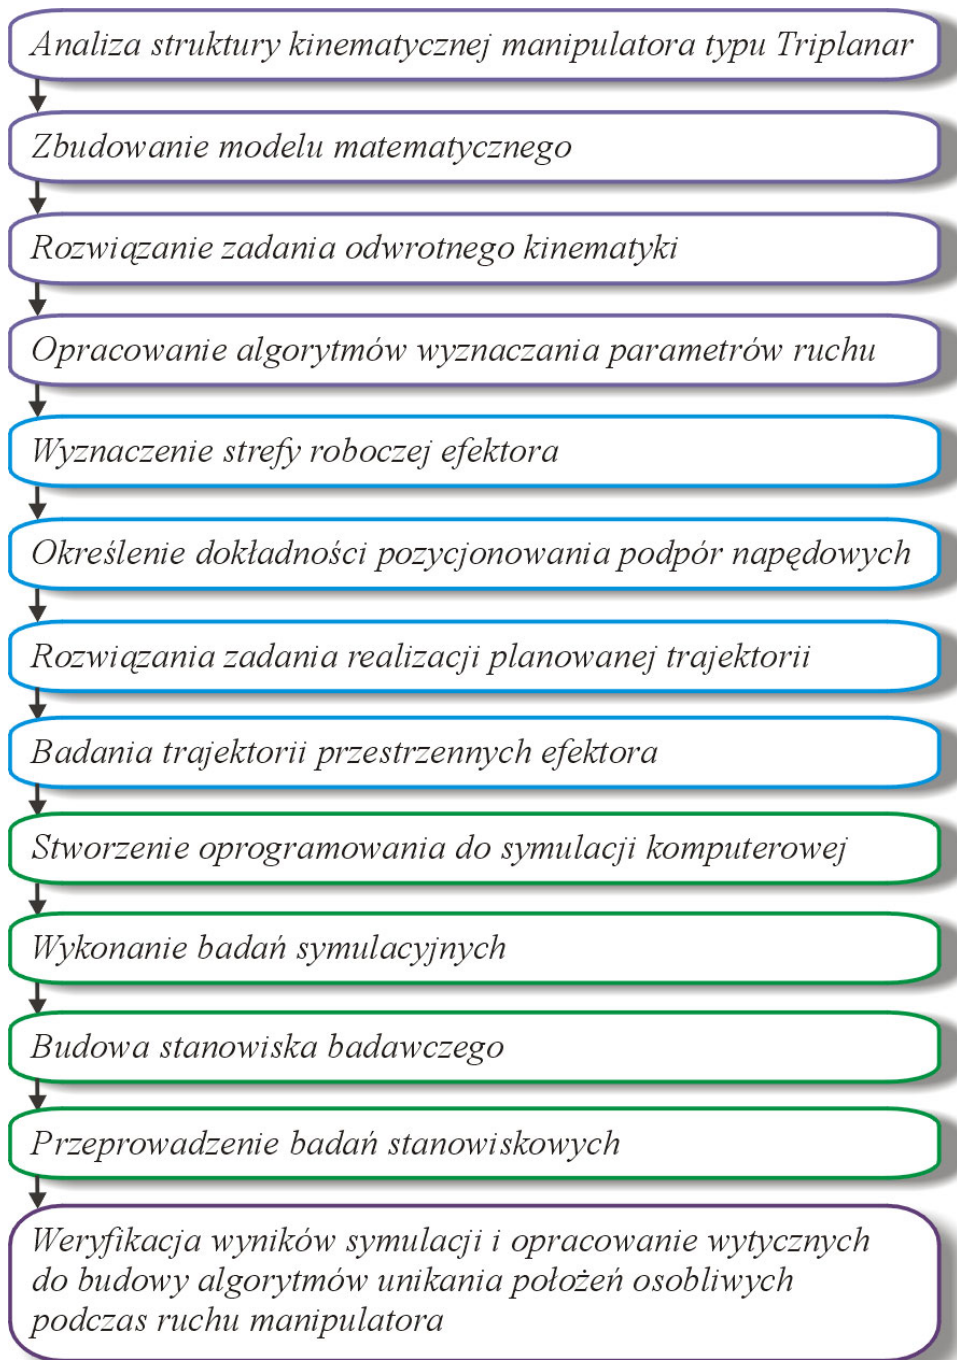 Analiza struktury kinematycznej manipulatora typu Triplanar
Zbudowanie modelu matematycznego
Rozwiązanie zadania odwrotnego kinematyki
Opracowanie algorytmów wyznaczania parametrów ruchu
Wyznaczenie strefy roboczej efektora
Określenie dokładności pozycjonowania podpór napędowych
Rozwiązania zadania realizacji planowanej trajektorii
Badania trajektorii przestrzennych efektora
Stworzenie oprogramowania do symulacji komputerowej
Wykonanie badań symulacyjnych
Budowa stanowiska badawczego
Przeprowadzenie badań stanowiskowych
Weryfikacja wyników symulacji i opracowanie wytycznych
do budowy algorytmów unikania położeń osobliwych
podczas ruchu manipulatora